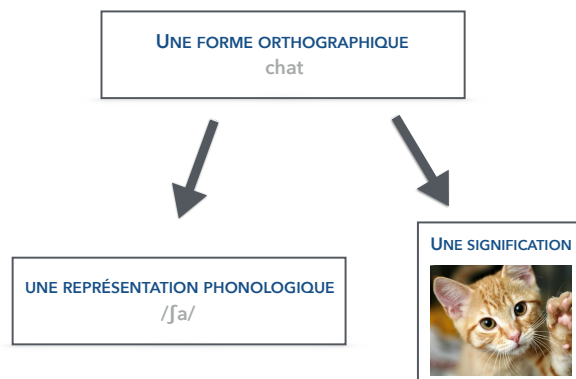 UNE FORME ORTHOGRAPHIQUE
chat
UNE REPRÉSENTATION PHONOLOGIQUE
/ʃa/
UNE SIGNIFICATION